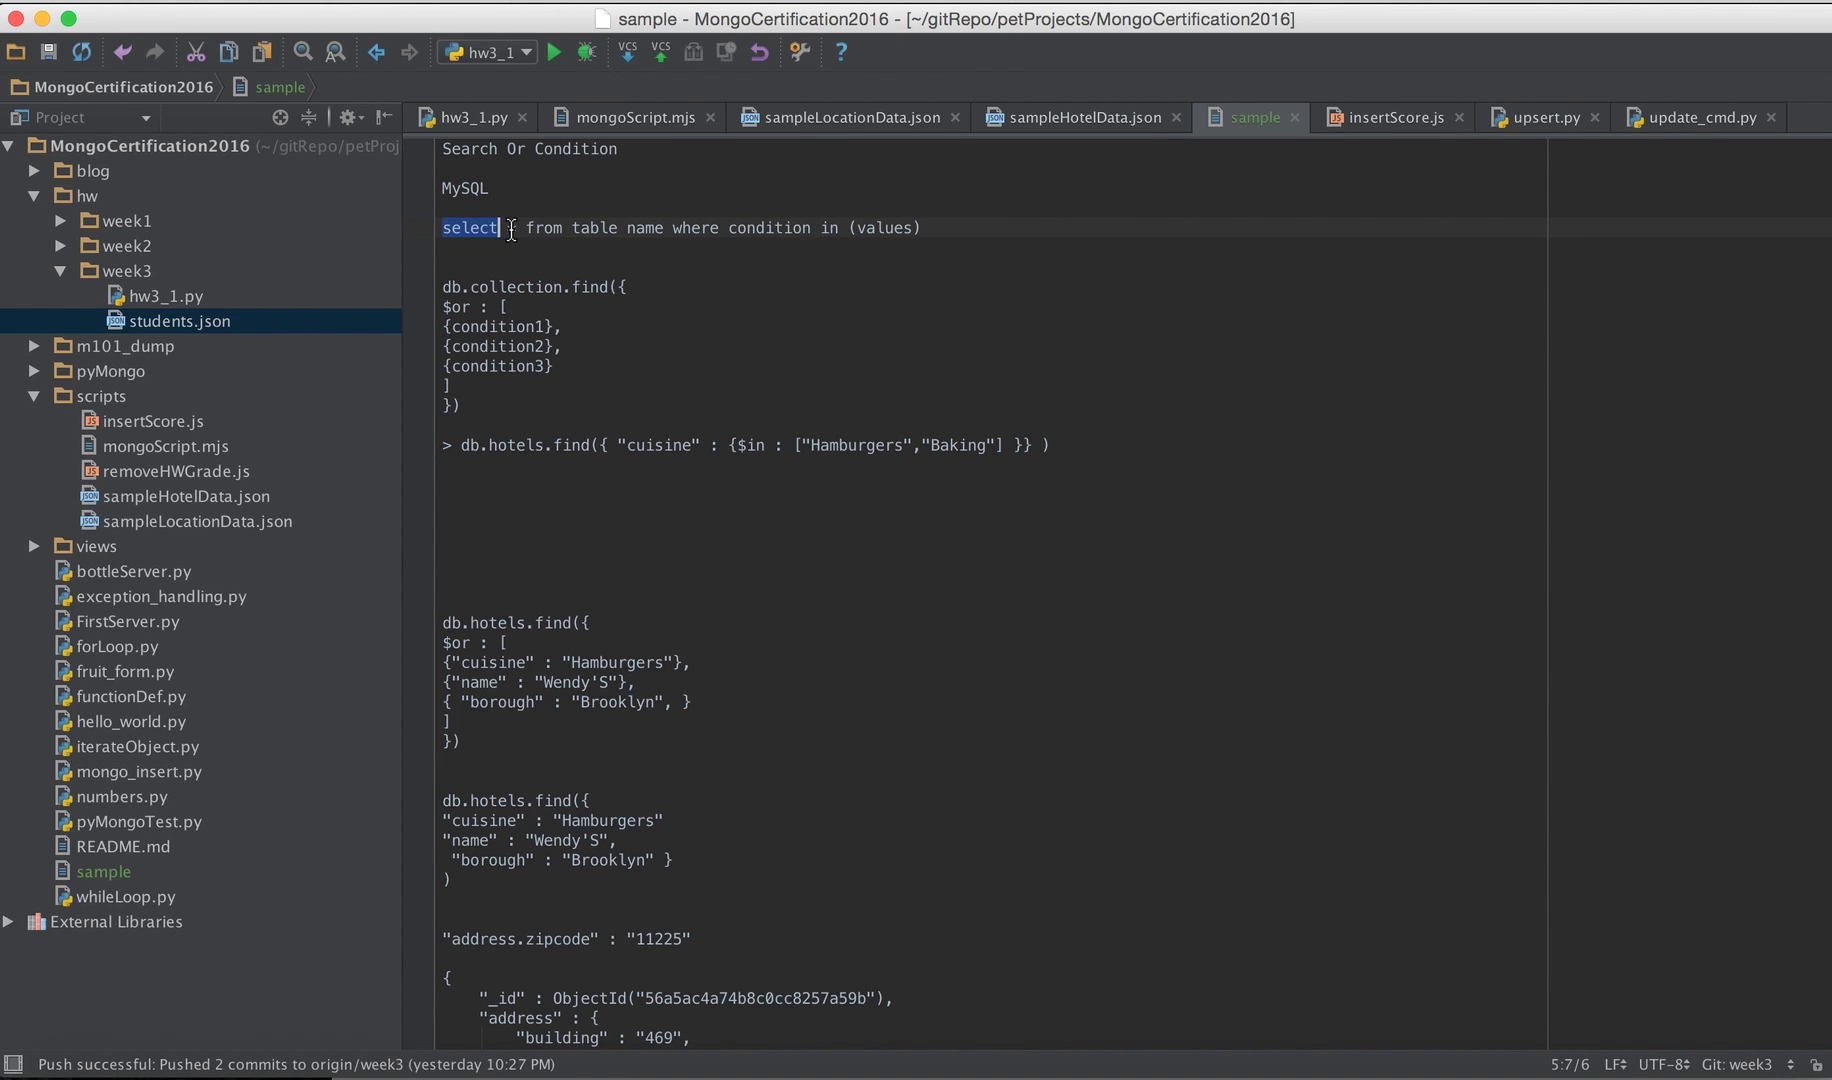 sample - MongoCertification2016 - [~/gitRepo/petProjects/MongoCertification2016]
hw3_1
VCS
VCS
?
MongoCertification2016
sample
Project
hw3_1.py
mongoScript.mjs
sampleLocationData.json
sampleHotelData.json
sample
insertScore.js
upsert.py
update_cmd.py
MongoCertification2016 (~/gitRepo/petProj
blog
hw
week1
week2
week3
hw3_1.py
students.json
m101_dump
pyMongo
scripts
insertScore.js
mongoScript.mjs
removeHWGrade.js
sampleHotelData.json
sampleLocationData.json
views
bottleServer.py
exception_handling.py
FirstServer.py
forLoop.py
fruit_form.py
functionDef.py
hello_world.py
iterateObject.py
mongo_insert.py
numbers.py
pyMongoTest.py
README.md
sample
whileLoop.py
External Libraries
Search Or Condition
MySQL
select * from table name where condition in (values)
db.collection.find({
$or : [
{condition1},
{condition2},
{condition3}
]
})
> db.hotels.find({ "cuisine" : {$in : ["Hamburgers","Baking"] }} )
db.hotels.find({
$or : [
{"cuisine" : "Hamburgers"},
{"name" : "Wendy'S"},
{ "borough" : "Brooklyn", }
]
})
db.hotels.find({
"cuisine" : "Hamburgers"
"name" : "Wendy'S",
"borough" : "Brooklyn" }
)
"address.zipcode" : "11225"
{
"_id" : ObjectId("56a5ac4a74b8c0cc8257a59b"),
"address" : {
"building" : "469",
Push successful: Pushed 2 commits to origin/week3 (yesterday 10:27 PM)
5:7/6 LF UTF-8 Git: week3